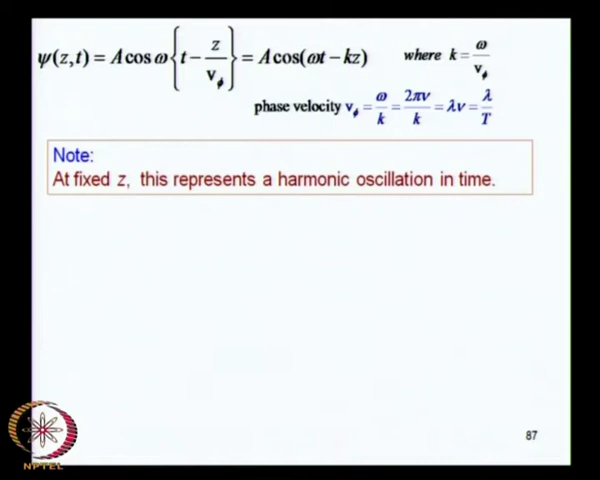 ψ(z,t) = A cos ω { t − z/v_ϕ } = A cos(ωt − kz) where k = ω/v_ϕ
phase velocity v_ϕ = ω/k = 2πν/k = λν = λ/T
Note:
At fixed z, this represents a harmonic oscillation in time.
87
NPTEL